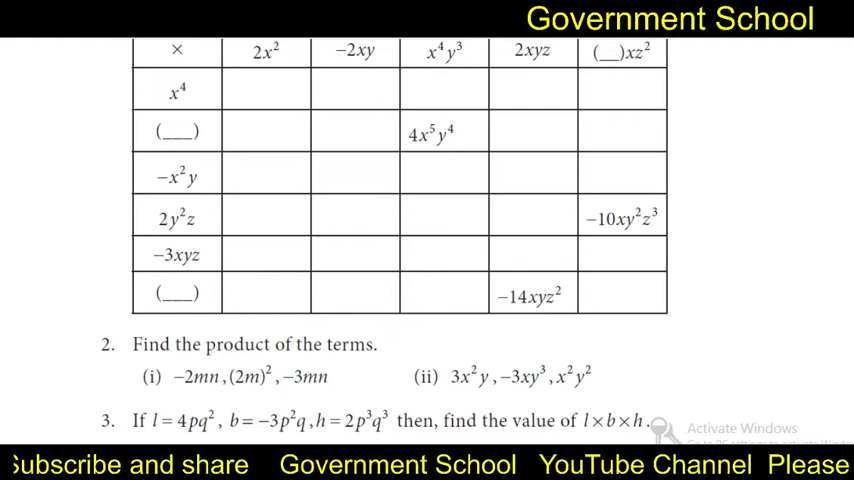 Government School
× 2x² −2xy x⁴y³ 2xyz (__)xz²
x⁴
(___) 4x⁵y⁴
−x²y
2y²z −10xy²z³
−3xyz
(___) −14xyz²
2. Find the product of the terms.
(i) −2mn,(2m)²,−3mn (ii) 3x²y,−3xy³,x²y²
3. If l = 4pq², b = −3p²q, h = 2p³q³ then, find the value of l×b×h.
Activate Windows
Subscribe and share Government School YouTube Channel Please